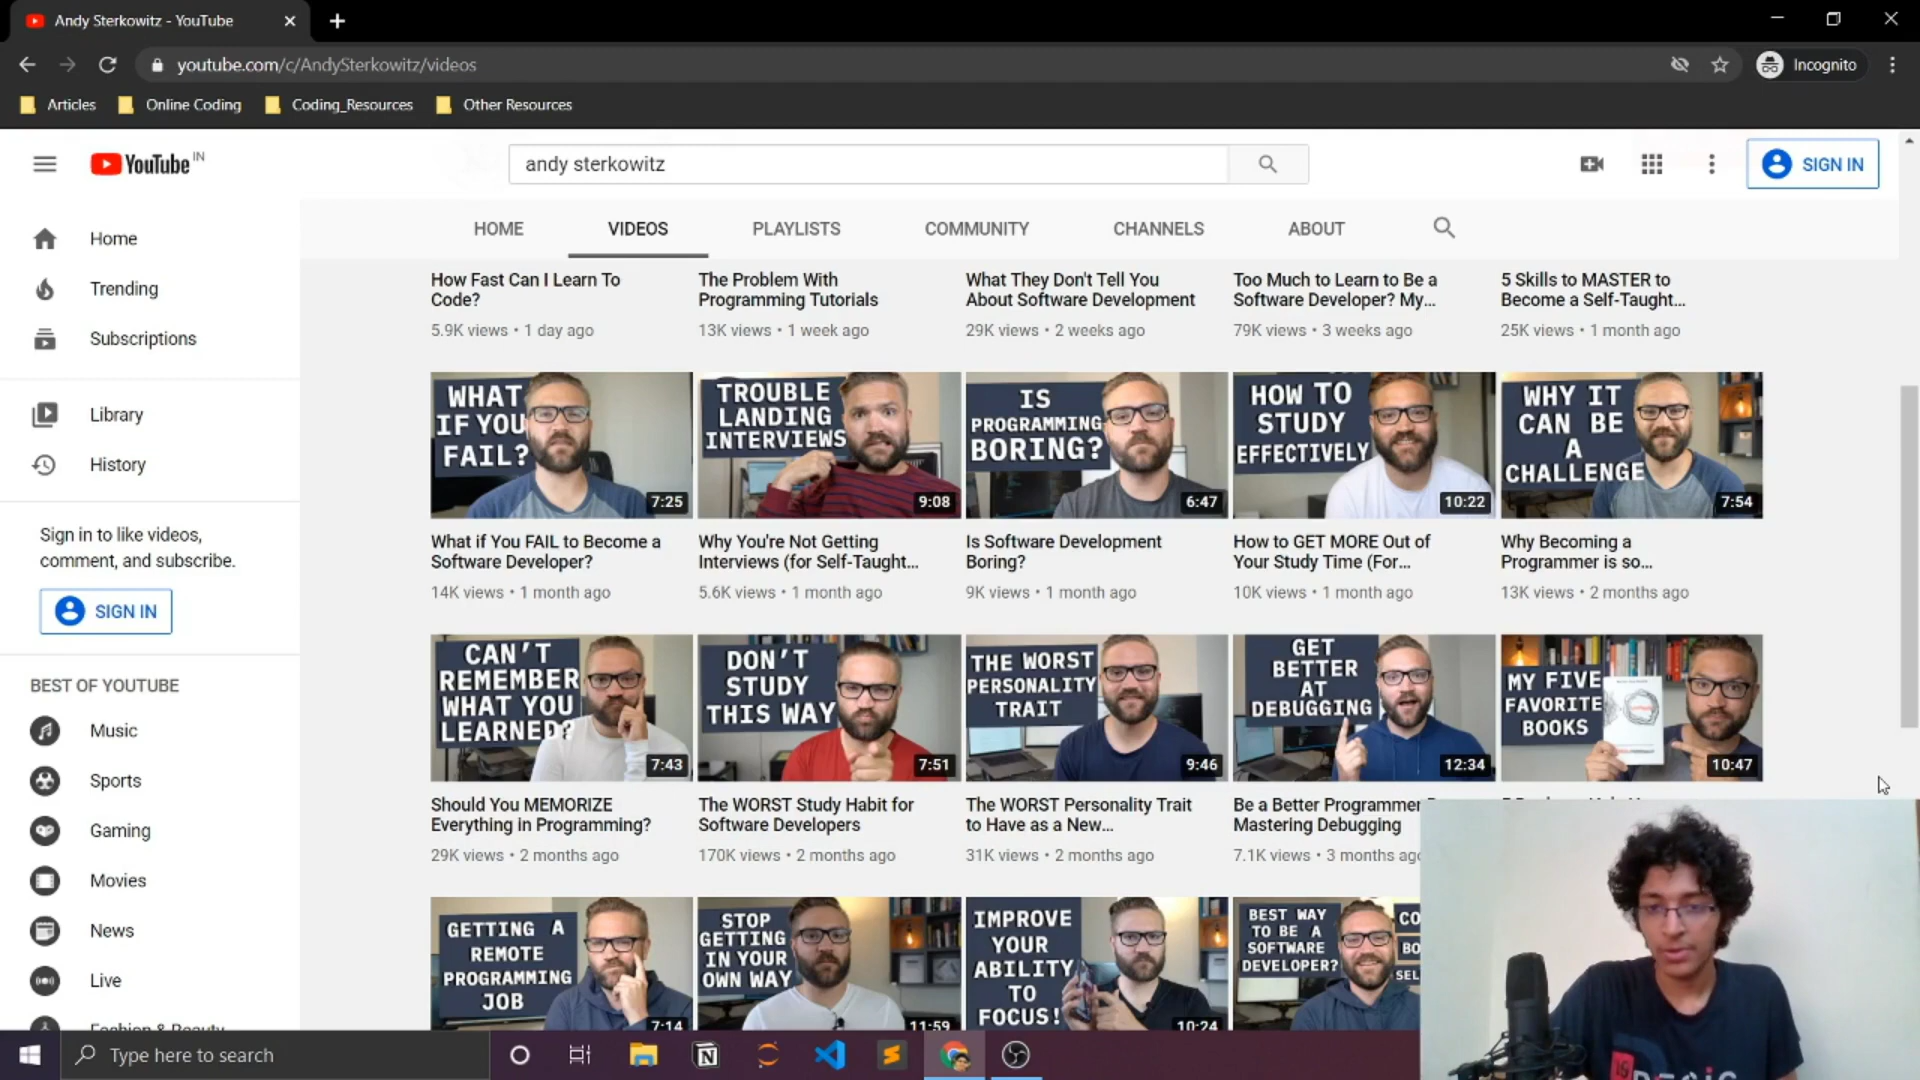 Andy Sterkowitz - YouTube
youtube.com/c/AndySterkowitz/videos
Incognito
Articles
Online Coding
Coding_Resources
Other Resources
YouTube IN
andy sterkowitz
SIGN IN
HOME
VIDEOS
PLAYLISTS
COMMUNITY
CHANNELS
ABOUT
Home
Trending
Subscriptions
Library
History
Sign in to like videos,
comment, and subscribe.
SIGN IN
BEST OF YOUTUBE
Music
Sports
Gaming
Movies
News
Live
Fashion & Beauty
How Fast Can I Learn To
Code?
5.9K views • 1 day ago
The Problem With
Programming Tutorials
13K views • 1 week ago
What They Don't Tell You
About Software Development
29K views • 2 weeks ago
Too Much to Learn to Be a
Software Developer? My...
79K views • 3 weeks ago
5 Skills to MASTER to
Become a Self-Taught...
25K views • 1 month ago
WHAT
IF YOU
FAIL?
7:25
What if You FAIL to Become a
Software Developer?
14K views • 1 month ago
TROUBLE
LANDING
INTERVIEWS
9:08
Why You're Not Getting
Interviews (for Self-Taught...
5.6K views • 1 month ago
IS
PROGRAMMING
BORING?
6:47
Is Software Development
Boring?
9K views • 1 month ago
HOW TO
STUDY
EFFECTIVELY
10:22
How to GET MORE Out of
Your Study Time (For...
10K views • 1 month ago
WHY IT
CAN BE
A
CHALLENGE
7:54
Why Becoming a
Programmer is so...
13K views • 2 months ago
CAN'T
REMEMBER
WHAT YOU
LEARNED?
7:43
Should You MEMORIZE
Everything in Programming?
29K views • 2 months ago
DON'T
STUDY
THIS WAY
7:51
The WORST Study Habit for
Software Developers
170K views • 2 months ago
THE WORST
PERSONALITY
TRAIT
9:46
The WORST Personality Trait
to Have as a New...
31K views • 2 months ago
GET
BETTER
AT
DEBUGGING
12:34
Be a Better Programmer
Mastering Debugging
7.1K views • 3 months ago
MY FIVE
FAVORITE
BOOKS
10:47
GETTING A
REMOTE
PROGRAMMING
JOB
7:14
STOP
GETTING
IN YOUR
OWN WAY
11:59
IMPROVE
YOUR
ABILITY
TO
FOCUS!
10:24
BEST WAY
TO BE A
SOFTWARE
DEVELOPER?
CO
BO
SEL
Type here to search